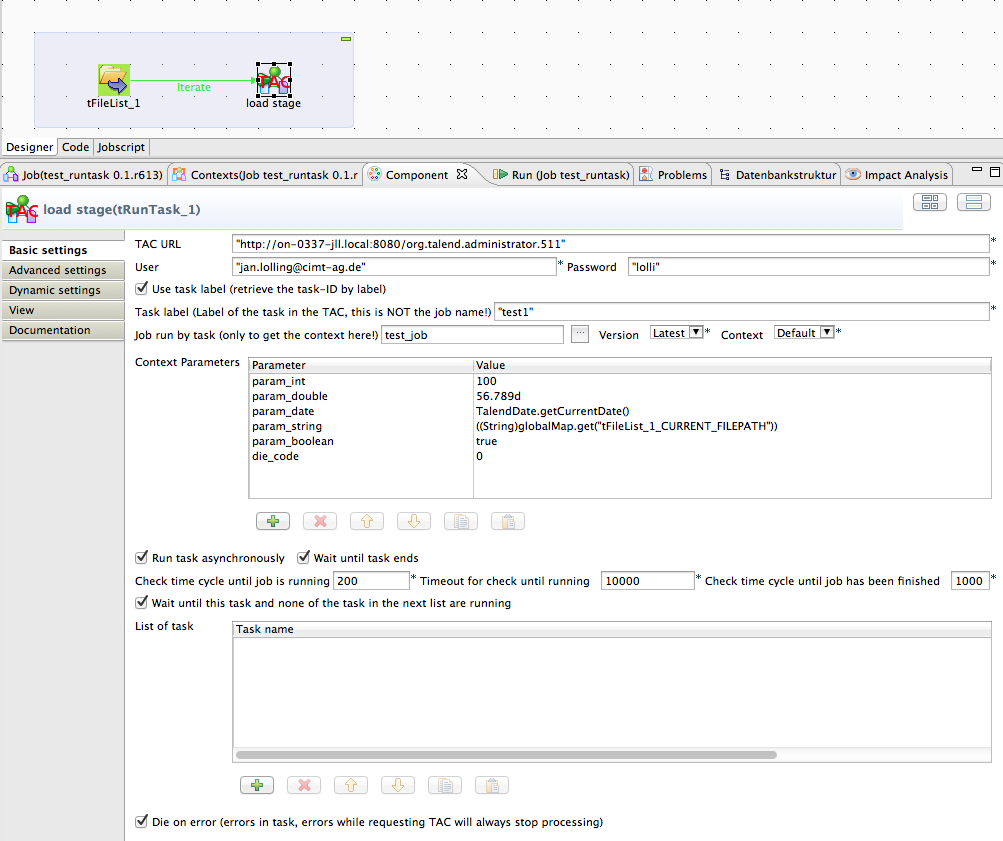 TAC
Iterate
tFileList_1
load stage
Designer
Code
Jobscript
Job(test_runtask 0.1.r613)
Contexts(Job test_runtask 0.1.r
Component
Run (Job test_runtask)
Problems
Datenbankstruktur
Impact Analysis
TAC
load stage(tRunTask_1)
Basic settings
Advanced settings
Dynamic settings
View
Documentation
TAC URL "http://on-0337-jll.local:8080/org.talend.administrator.511" *
User "jan.lolling@cimt-ag.de" * Password "lolli" *
Use task label (retrieve the task-ID by label)
Task label (Label of the task in the TAC, this is NOT the job name!) "test1" *
Job run by task (only to get the context here!) test_job ... Version Latest * Context Default *
Context Parameters
Parameter Value
param_int 100
param_double 56.789d
param_date TalendDate.getCurrentDate()
param_string ((String)globalMap.get("tFileList_1_CURRENT_FILEPATH"))
param_boolean true
die_code 0
Run task asynchronously Wait until task ends
Check time cycle until job is running 200 * Timeout for check until running 10000 * Check time cycle until job has been finished 1000 *
Wait until this task and none of the task in the next list are running
List of task
Task name
Die on error (errors in task, errors while requesting TAC will always stop processing)